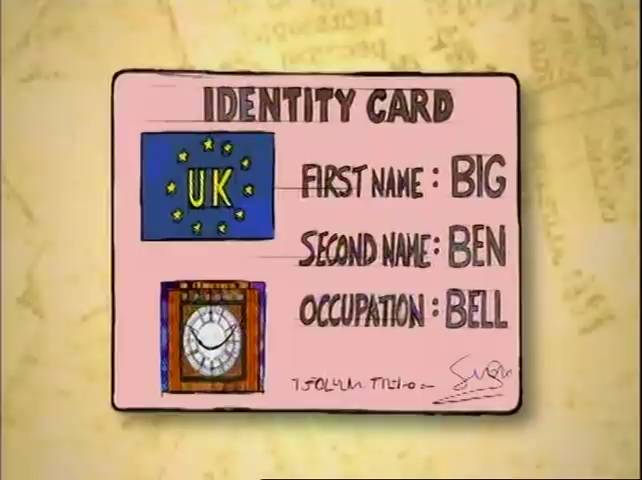 IDENTITY CARD
UK
FIRST NAME: BIG
SECOND NAME: BEN
OCCUPATION: BELL